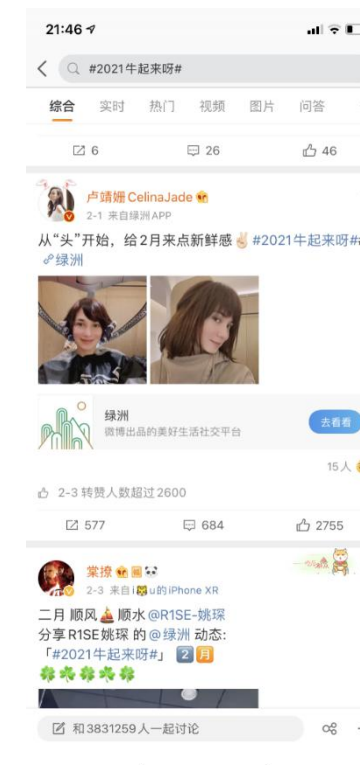 21:46
#2021牛起来呀#
综合 实时 热门 视频 图片 问答
6 26 46
卢靖姗CelinaJade
2-1 来自绿洲APP
从“头”开始，给2月来点新鲜感✌🏻#2021牛起来呀#
绿洲
绿洲
微博出品的美好生活社交平台
去看看
15人
2-3 转赞人数超过2600
577 684 2755
棠撩
2-3 来自i🐯u的iPhone XR
二月 顺风⛵顺水@R1SE-姚琛
分享R1SE姚琛 的@绿洲 动态:
「#2021牛起来呀#」 2 月
🍀🍀🍀🍀🍀
和3831259人一起讨论